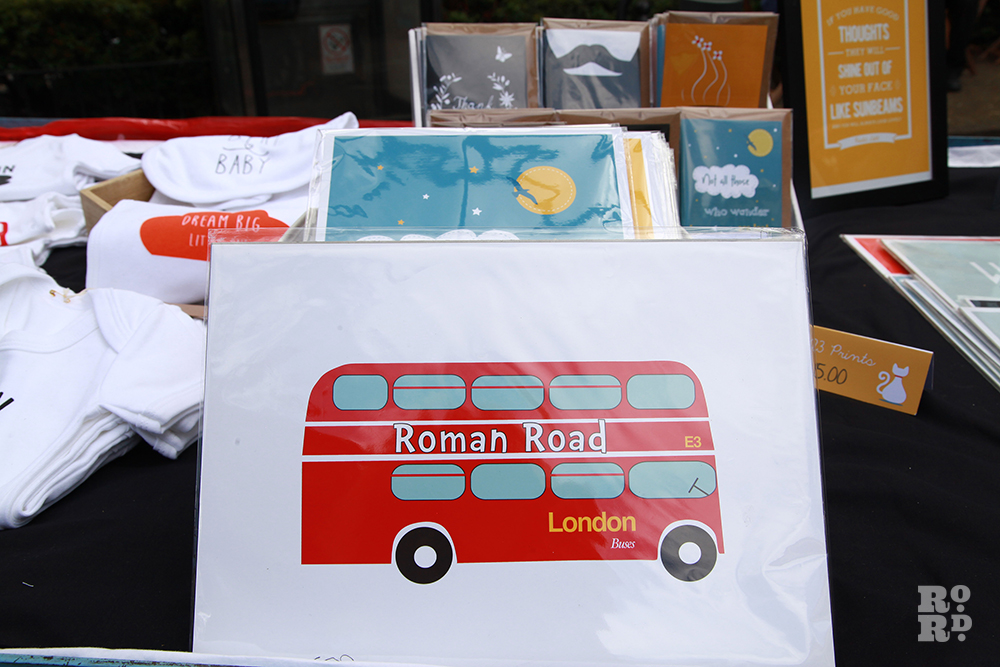 IF YOU HAVE GOOD
THOUGHTS
THEY WILL
SHINE OUT OF
YOUR FACE
LIKE SUNBEAMS
Thank
BABY
Not all those
who wander
DREAM BIG
Prints
5.00
Roman Road
E3
London
Buses
RO
RD